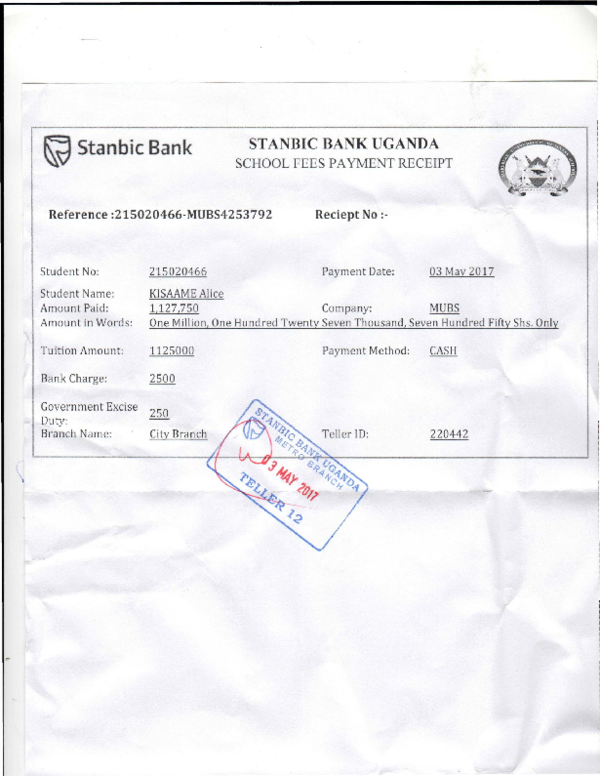 Stanbic Bank
STANBIC BANK UGANDA
SCHOOL FEES PAYMENT RECEIPT
Reference :215020466-MUBS4253792 Reciept No :-
Student No: 215020466 Payment Date: 03 May 2017
Student Name: KISAAME Alice
Amount Paid: 1,127,750 Company: MUBS
Amount in Words: One Million, One Hundred Twenty Seven Thousand, Seven Hundred Fifty Shs. Only
Tuition Amount: 1125000 Payment Method: CASH
Bank Charge: 2500
Government Excise
Duty: 250
Branch Name: City Branch Teller ID: 220442
STANBIC BANK UGANDA
METRO BRANCH
03 MAY 2017
TELLER 12